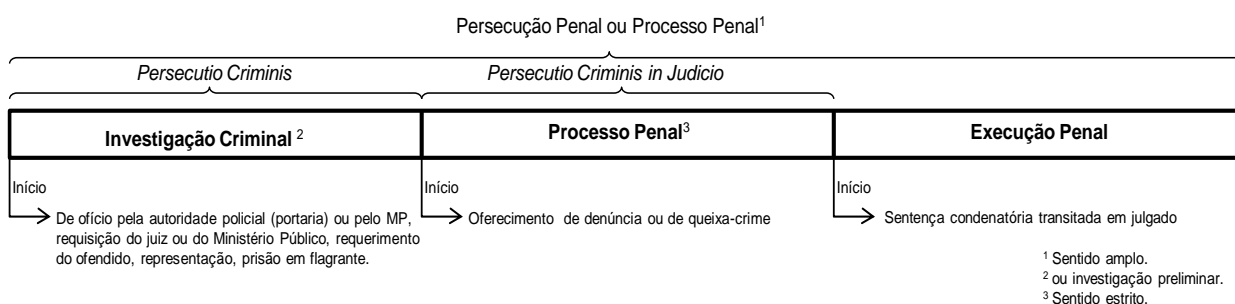 Persecução Penal ou Processo Penal¹
Persecutio Criminis
Persecutio Criminis in Judicio
Investigação Criminal ²
Processo Penal³
Execução Penal
Início
Início
Início
De ofício pela autoridade policial (portaria) ou pelo MP,
requisição do juiz ou do Ministério Público, requerimento
do ofendido, representação, prisão em flagrante.
Oferecimento de denúncia ou de queixa-crime
Sentença condenatória transitada em julgado
¹ Sentido amplo.
² ou investigação preliminar.
³ Sentido estrito.